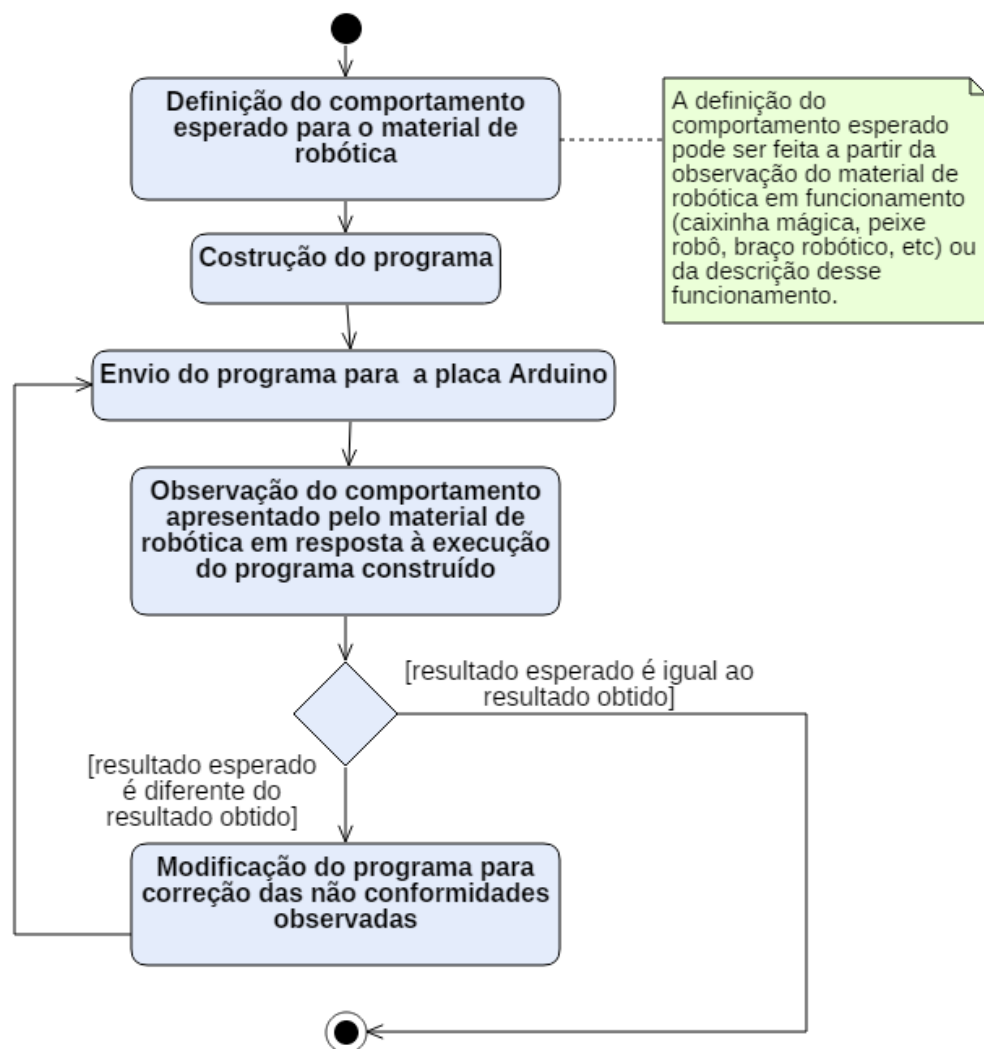 Definição do comportamento
esperado para o material de
robótica
A definição do
comportamento esperado
pode ser feita a partir da
observação do material de
robótica em funcionamento
(caixinha mágica, peixe
robô, braço robótico, etc) ou
da descrição desse
funcionamento.
Costrução do programa
Envio do programa para  a placa Arduino
Observação do comportamento
apresentado pelo material de
robótica em resposta à execução
do programa construído
[resultado esperado é igual ao
resultado obtido]
[resultado esperado
é diferente do
resultado obtido]
Modificação do programa para
correção das não conformidades
observadas